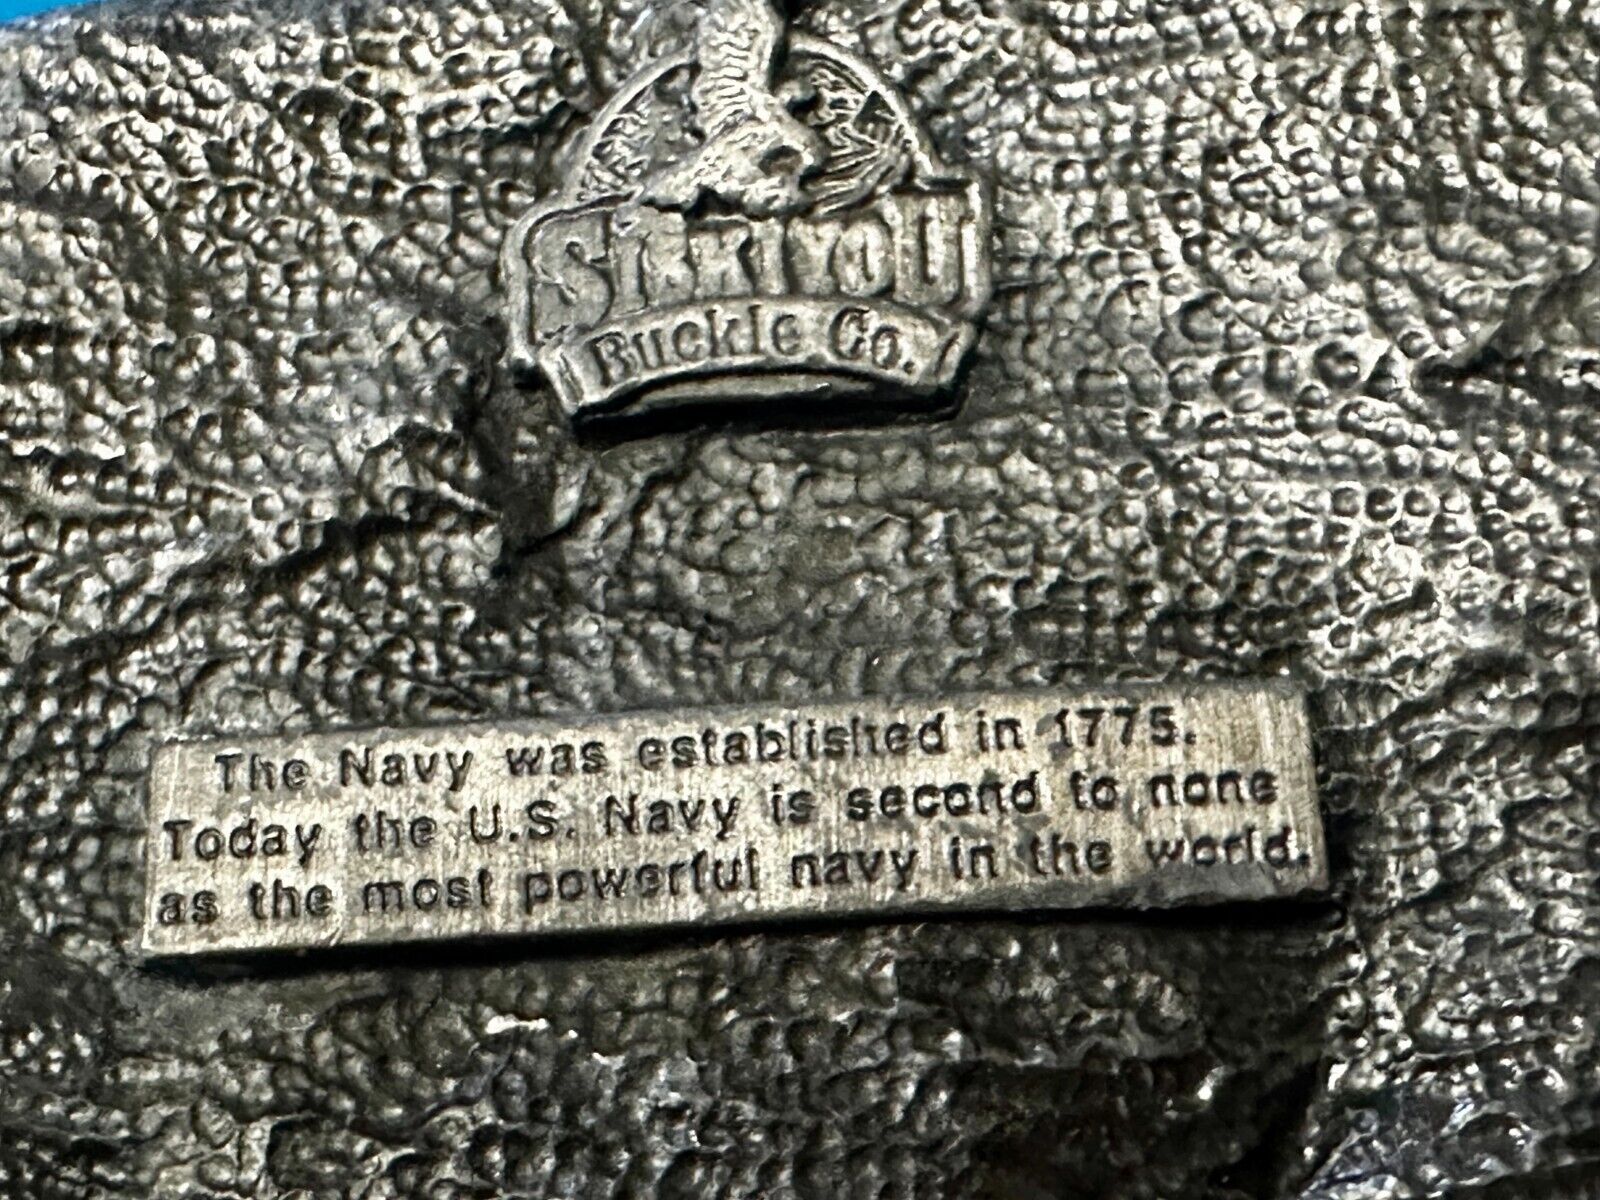 SISKIYOU
Buckle Co.
The Navy was established in 1775.
Today the U.S. Navy is second to none
as the most powerful navy in the world.